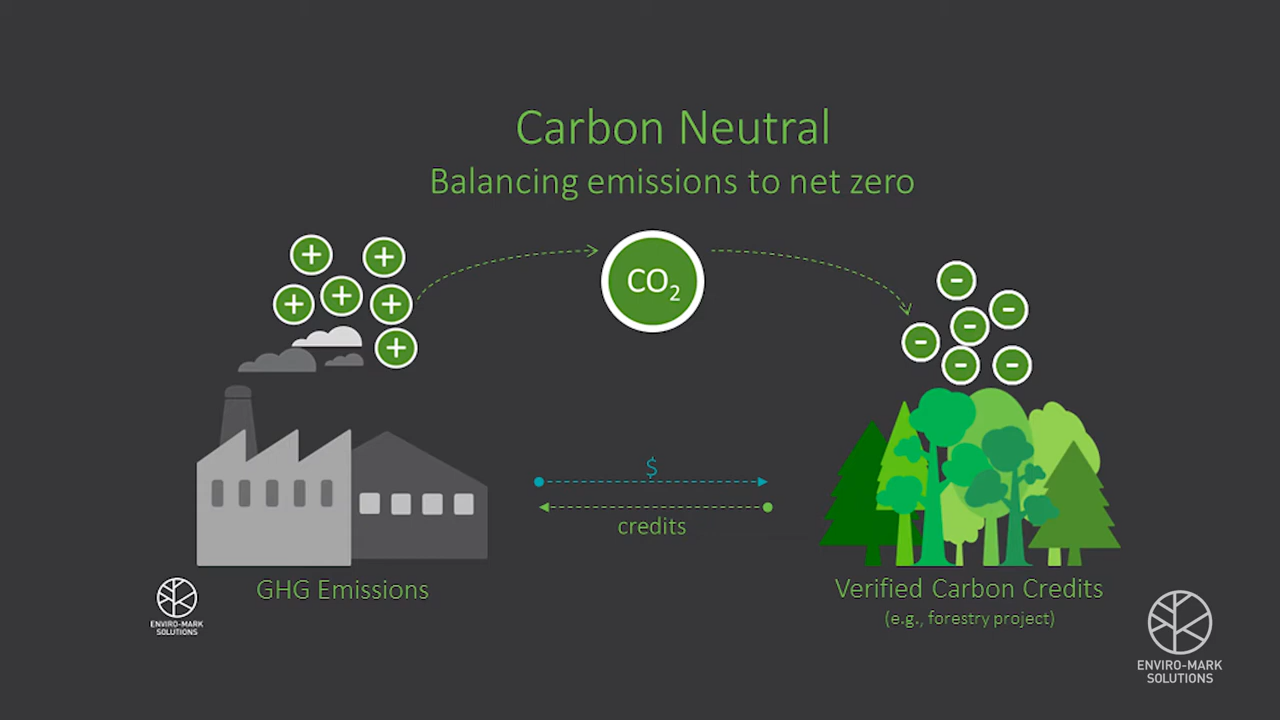 Carbon Neutral
Balancing emissions to net zero
+ +
+ + +
+
CO₂
-
-
-
-
- -
$
credits
GHG Emissions
Verified Carbon Credits
(e.g., forestry project)
ENVIRO-MARK
SOLUTIONS
ENVIRO-MARK
SOLUTIONS